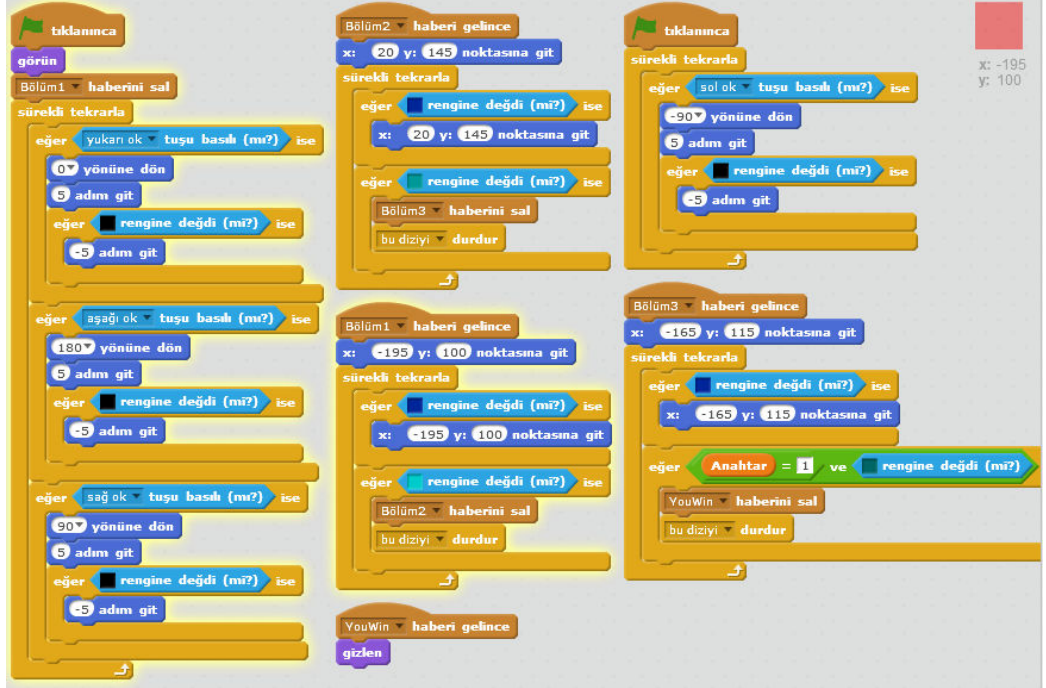 tıklanınca
görün
Bölüm1 haberini sal
sürekli tekrarla
eğer yukarı ok tuşu basılı (mı?) ise
0 yönüne dön
5 adım git
eğer rengine değdi (mi?) ise
-5 adım git
eğer aşağı ok tuşu basılı (mı?) ise
180 yönüne dön
5 adım git
eğer rengine değdi (mi?) ise
-5 adım git
eğer sağ ok tuşu basılı (mı?) ise
90 yönüne dön
5 adım git
eğer rengine değdi (mi?) ise
-5 adım git
Bölüm2 haberi gelince
x: 20 y: 145 noktasına git
sürekli tekrarla
eğer rengine değdi (mi?) ise
x: 20 y: 145 noktasına git
eğer rengine değdi (mi?) ise
Bölüm3 haberini sal
bu diziyi durdur
Bölüm1 haberi gelince
x: -195 y: 100 noktasına git
sürekli tekrarla
eğer rengine değdi (mi?) ise
x: -195 y: 100 noktasına git
eğer rengine değdi (mi?) ise
Bölüm2 haberini sal
bu diziyi durdur
YouWin haberi gelince
gizlen
tıklanınca
sürekli tekrarla
eğer sol ok tuşu basılı (mı?) ise
-90 yönüne dön
5 adım git
eğer rengine değdi (mi?) ise
-5 adım git
Bölüm3 haberi gelince
x: -165 y: 115 noktasına git
sürekli tekrarla
eğer rengine değdi (mi?) ise
x: -165 y: 115 noktasına git
eğer Anahtar = 1 ve rengine değdi (mi?)
YouWin haberini sal
bu diziyi durdur
x: -195
y: 100